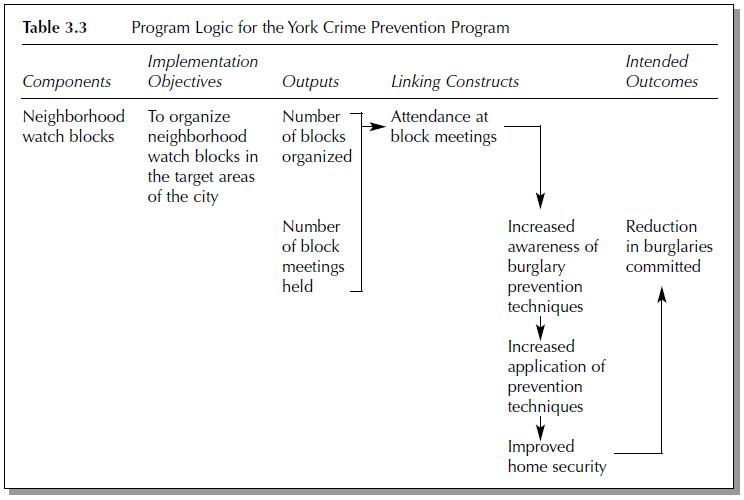 Table 3.3 Program Logic for the York Crime Prevention Program
Components
Implementation
Objectives
Outputs
Linking Constructs
Intended
Outcomes
Neighborhood
watch blocks
To organize
neighborhood
watch blocks in
the target areas
of the city
Number
of blocks
organized
Number
of block
meetings
held
Attendance at
block meetings
Increased
awareness of
burglary
prevention
techniques
Increased
application of
prevention
techniques
Improved
home security
Reduction
in burglaries
committed